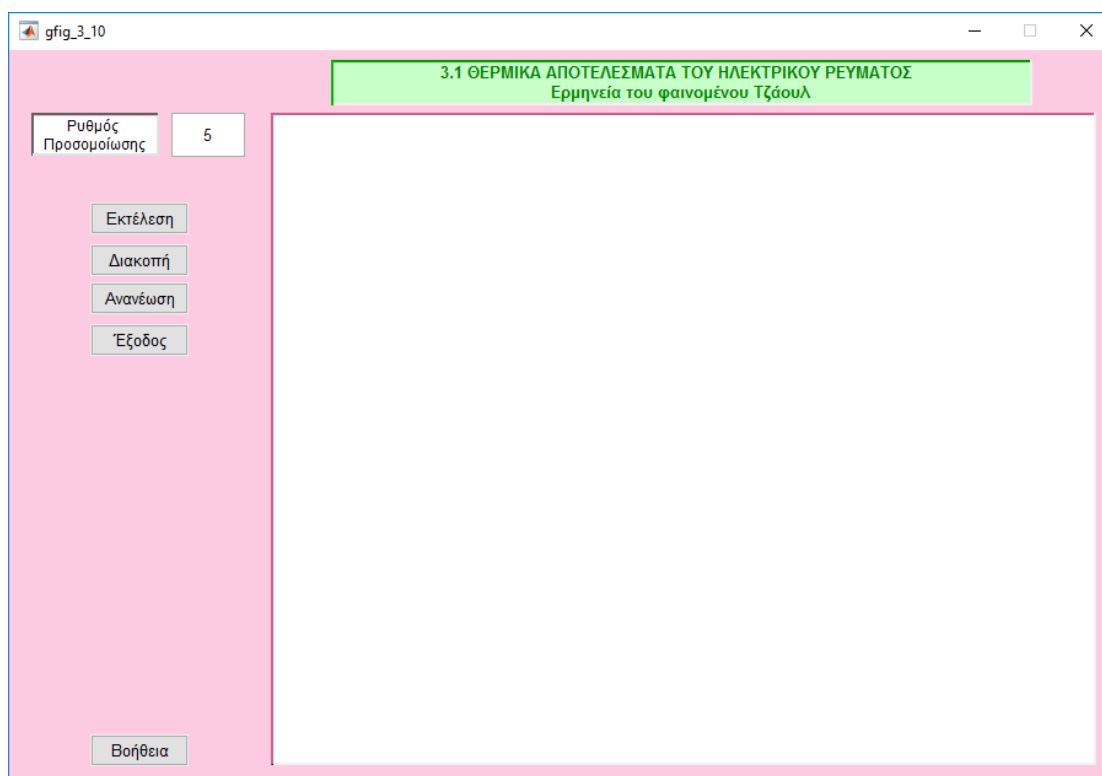 gfig_3_10
3.1 ΘΕΡΜΙΚΑ ΑΠΟΤΕΛΕΣΜΑΤΑ ΤΟΥ ΗΛΕΚΤΡΙΚΟΥ ΡΕΥΜΑΤΟΣ
Ερμηνεία του φαινομένου Τζάουλ
Ρυθμός
Προσομοίωσης
5
Εκτέλεση
Διακοπή
Ανανέωση
Έξοδος
Βοήθεια